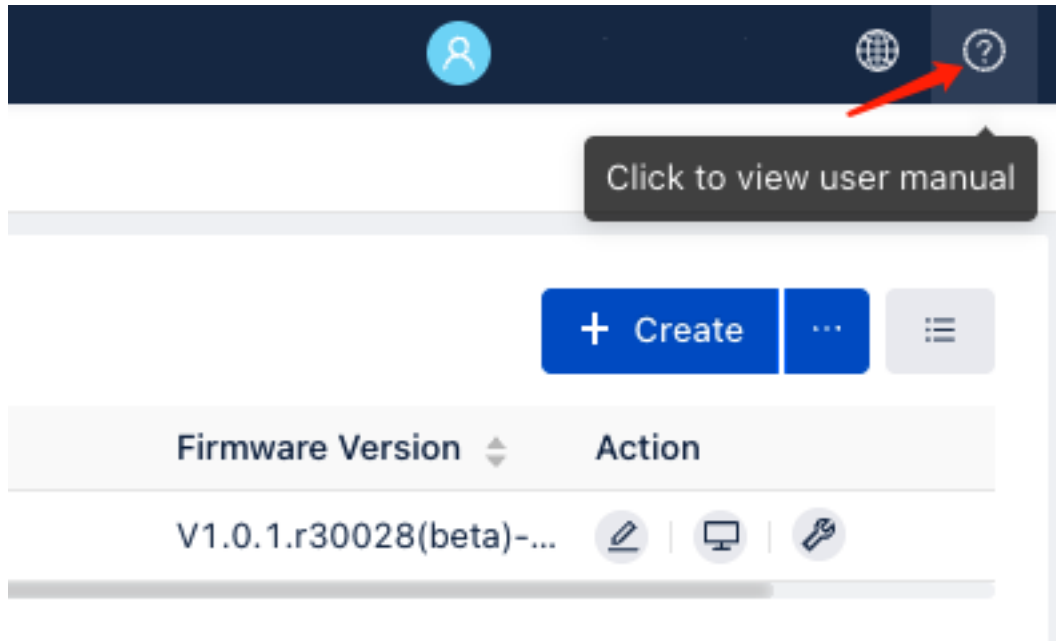 Click to view user manual
+ Create ...
Firmware Version Action
V1.0.1.r30028(beta)-...